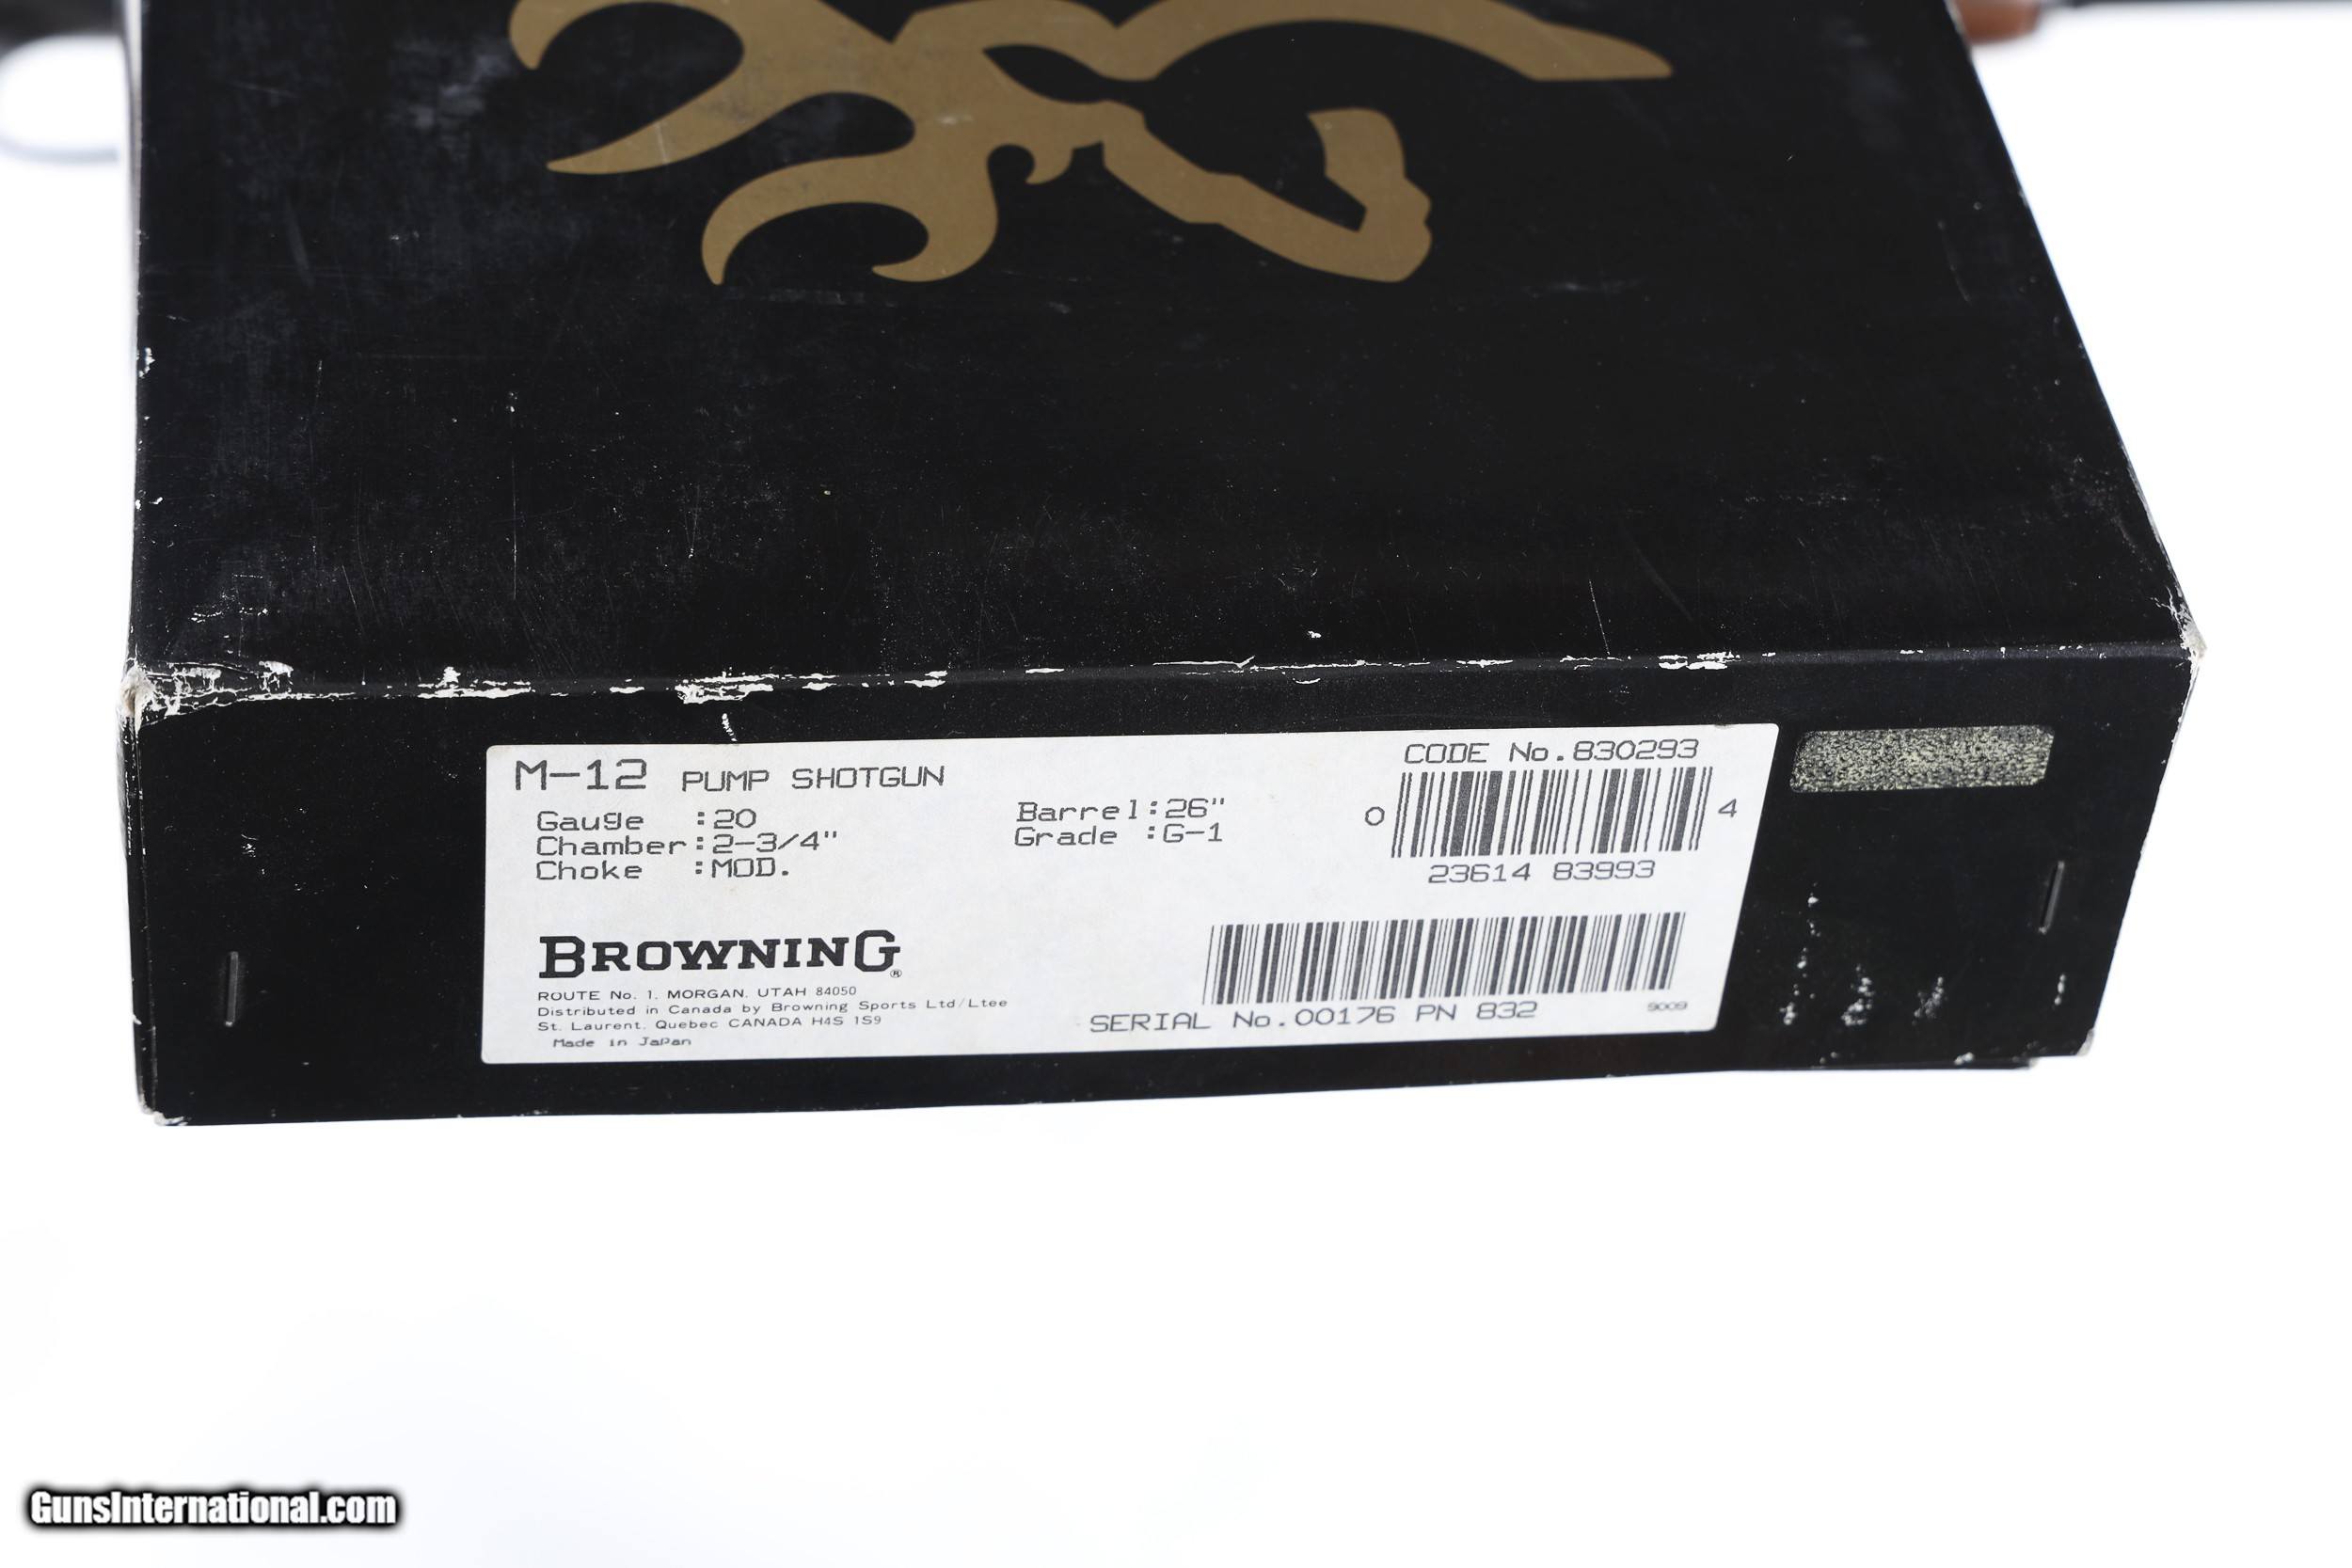 M-12 PUMP SHOTGUN
Gauge :20
Chamber:2-3/4"
Choke :MOD.
Barrel:26"
Grade :G-1
CODE No.830293
0 4
23614 83993
BROWNING®
ROUTE No. 1, MORGAN, UTAH 84050
Distributed in Canada by Browning Sports Ltd/Ltee
St. Laurent, Quebec CANADA H4S 1S9
Made in Japan
SERIAL No.00176 PN 832
9009
GunsInternational.com